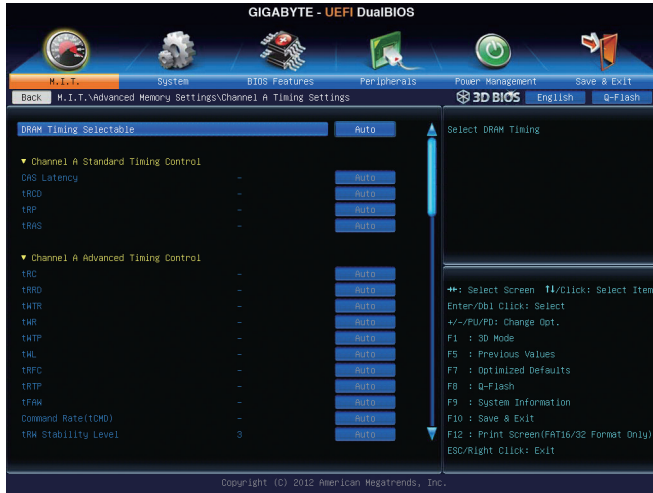 GIGABYTE - UEFI DualBIOS
M.I.T. System BIOS Features Peripherals Power Management Save & Exit
Back M.I.T.\Advanced Memory Settings\Channel A Timing Settings 3D BIOS English Q-Flash
DRAM Timing Selectable Auto
Select DRAM Timing
▼ Channel A Standard Timing Control
CAS Latency - Auto
tRCD - Auto
tRP - Auto
tRAS - Auto
▼ Channel A Advanced Timing Control
tRC - Auto
tRRD - Auto
tWTR - Auto
tWR - Auto
tWTP - Auto
tWL - Auto
tRFC - Auto
tRTP - Auto
tFAW - Auto
Command Rate(tCMD) - Auto
tRW Stability Level 3 Auto
→←: Select Screen ↑↓/Click: Select Item
Enter/Dbl Click: Select
+/-/PU/PD: Change Opt.
F1 : 3D Mode
F5 : Previous Values
F7 : Optimized Defaults
F8 : Q-Flash
F9 : System Information
F10 : Save & Exit
F12 : Print Screen(FAT16/32 Format Only)
ESC/Right Click: Exit
Copyright (C) 2012 American Megatrends, Inc.